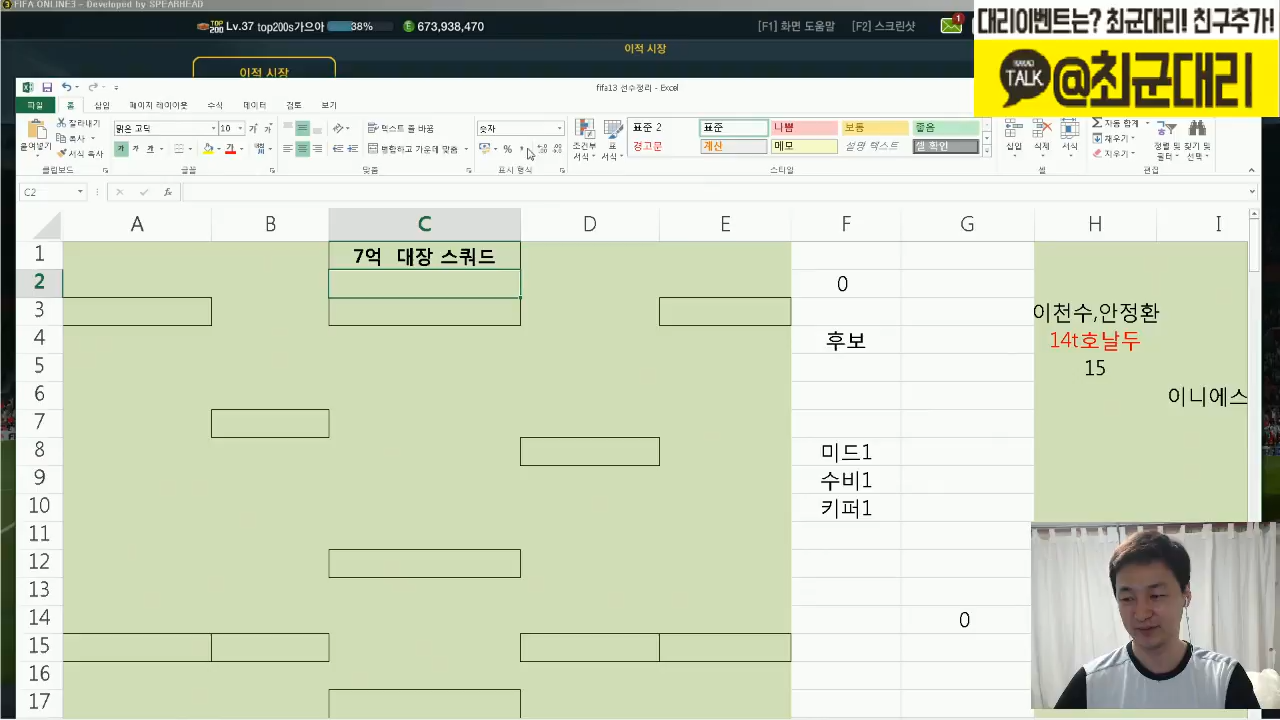 FIFA ONLINE3 - Developed by SPEARHEAD
TOP 200 Lv.37 top200s가으아 38% 673,938,470 [F1] 화면 도움말 [F2] 스크린샷 1
이적 시장
이적 시장
대리이벤트는? 최군대리! 친구추가!
TALK @최군대리
fifa13 선수정리 - Excel
파일 홈 삽입 페이지 레이아웃 수식 데이터 검토 보기
붙여넣기
잘라내기
복사
서식 복사
클립보드
맑은 고딕 10
가 가 가
글꼴
텍스트 줄 바꿈
병합하고 가운데 맞춤
맞춤
숫자
%
표시 형식
조건부 서식
표 서식
표준 2 표준 나쁨 보통 좋음
경고문 계산 메모 설명 텍스트 셀 확인
스타일
삽입 삭제 서식
셀
자동 합계
채우기
지우기
정렬 및 필터
찾기 및 선택
편집
C2 fx
A B C D E F G H I
1 7억 대장 스쿼드
2 0
3 이천수,안정환
4 후보 14t호날두
5 15
6 이니에스
7
8 미드1
9 수비1
10 키퍼1
11
12
13
14 0
15
16
17